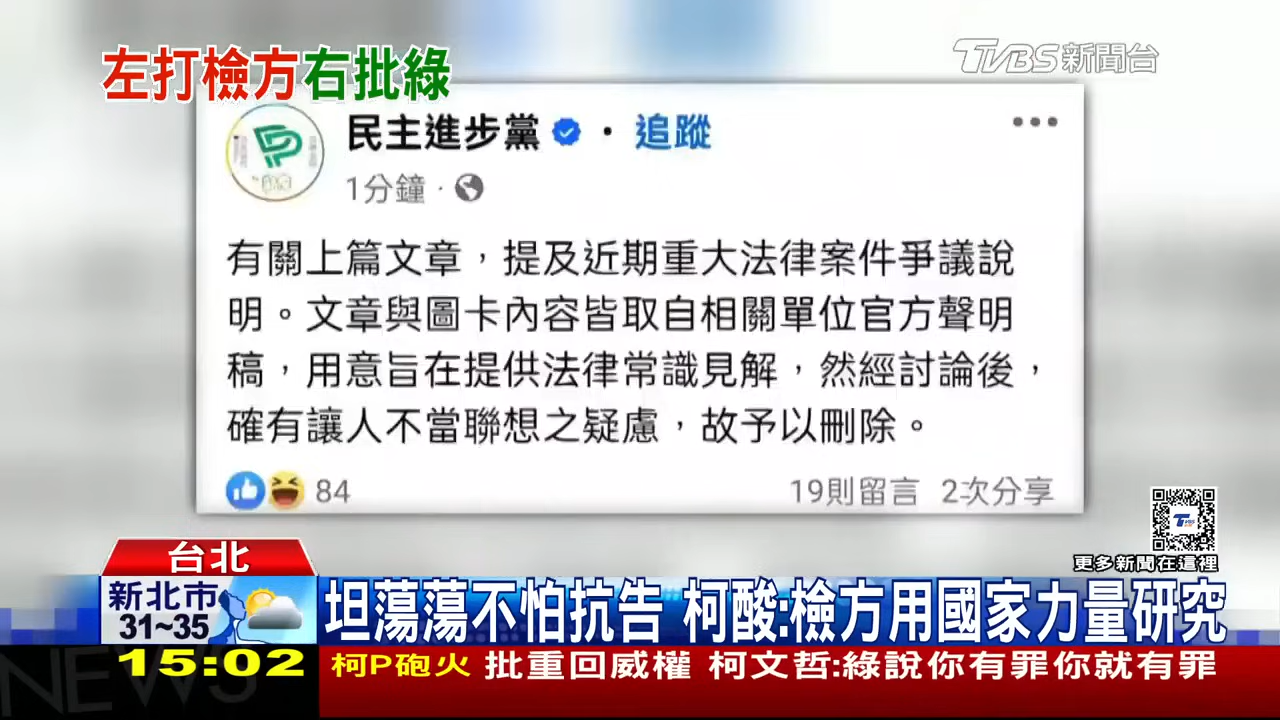 左打檢方右批綠
TVBS新聞台
民主進步黨 · 追蹤
1分鐘 ·
有關上篇文章，提及近期重大法律案件爭議說
明。文章與圖卡內容皆取自相關單位官方聲明
稿，用意旨在提供法律常識見解，然經討論後，
確有讓人不當聯想之疑慮，故予以刪除。
84
19則留言 2次分享
更多新聞在這裡
台北
新北市
31~35
坦蕩蕩不怕抗告 柯酸:檢方用國家力量研究
15:02
柯P砲火 批重回威權 柯文哲:綠說你有罪你就有罪
NEWS